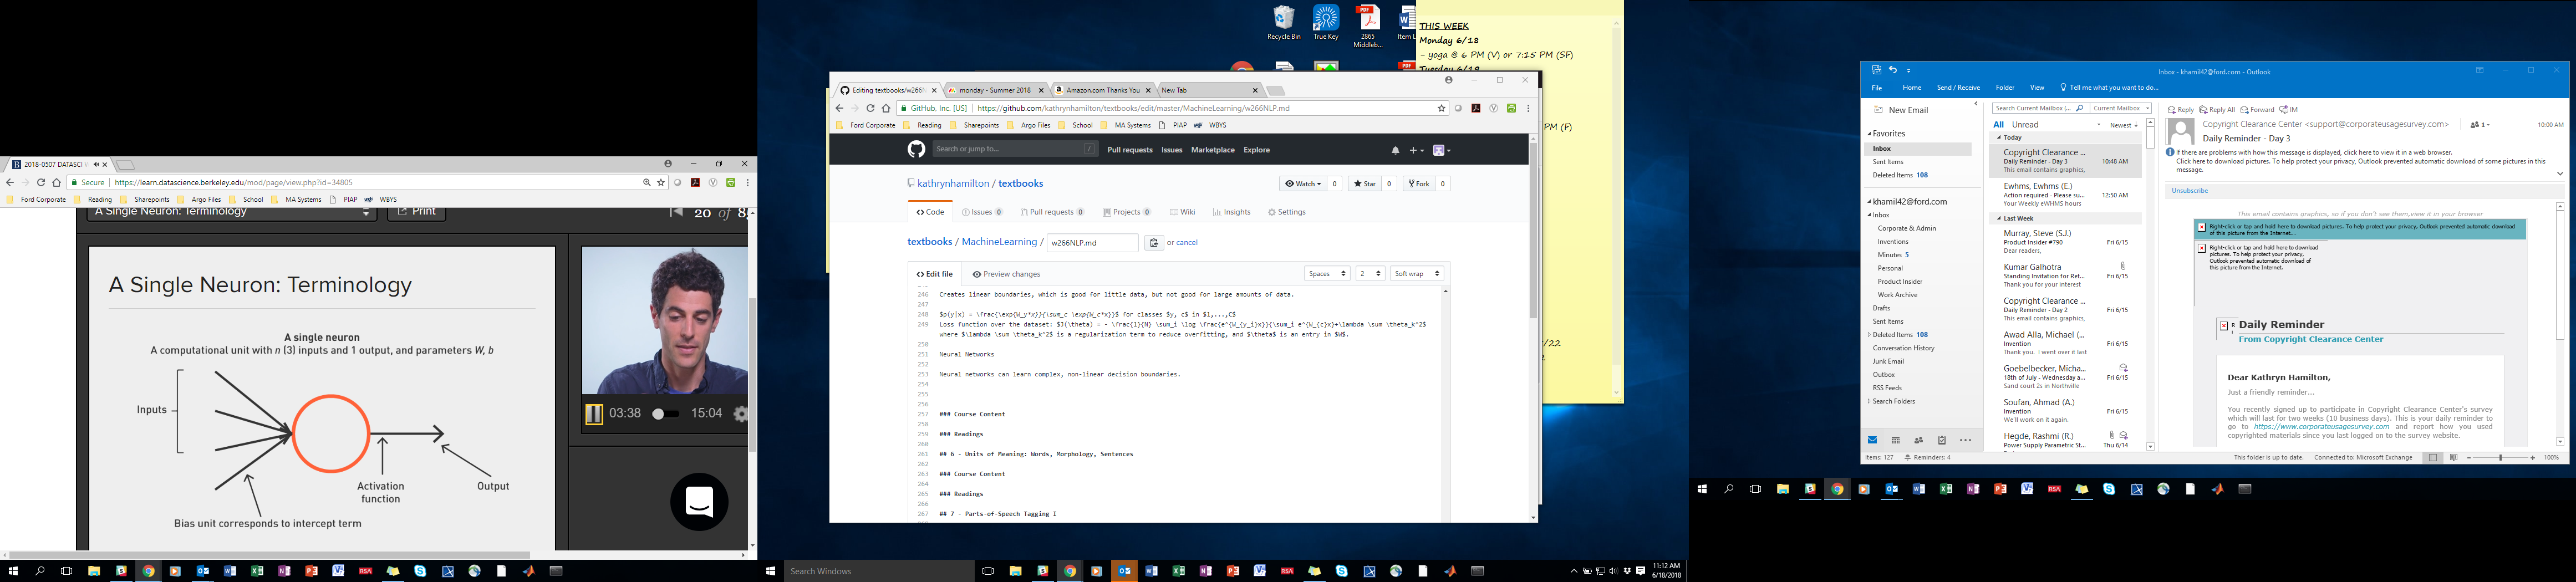 2018-0507 DATASCI
Secure
https://learn.datascience.berkeley.edu/mod/page/view.php?id=34805
Ford Corporate
Reading
Sharepoints
Argo Files
School
MA Systems
PIAP
WBYS
A Single Neuron: Terminology
Print
20 of
A Single Neuron: Terminology
A single neuron
A computational unit with n (3) inputs and 1 output, and parameters W, b
Inputs
Activation
function
Output
Bias unit corresponds to intercept term
03:38
15:04
Recycle Bin
True Key
2865
Middleb...
Item L
THIS WEEK
Monday 6/18
- yoga @ 6 PM (V) or 7:15 PM (SF)
Tuesday 6/19
PM (F)
/22
Editing textbooks/w266N
monday - Summer 2018
Amazon.com Thanks You
New Tab
GitHub, Inc. [US]
https://github.com/kathrynhamilton/textbooks/edit/master/MachineLearning/w266NLP.md
Ford Corporate
Reading
Sharepoints
Argo Files
School
MA Systems
PIAP
WBYS
Search or jump to...
/
Pull requests
Issues
Marketplace
Explore
kathrynhamilton / textbooks
Watch
0
Star
0
Fork
0
Code
Issues 0
Pull requests 0
Projects 0
Wiki
Insights
Settings
textbooks / MachineLearning /
w266NLP.md
or cancel
Edit file
Preview changes
Spaces
2
Soft wrap
246 Creates linear boundaries, which is good for little data, but not good for large amounts of data.
247
248 $p(y|x) = \frac{\exp{W_y*x}}{\sum_c \exp{W_c*x}}$ for classes $y, c$ in $1,...,C$
249 Loss function over the dataset: $J(\theta) = - \frac{1}{N} \sum_i \log \frac{e^{W_{y_i}x}}{\sum_i e^{W_{c}x}+\lambda \sum \theta_k^2$
where $\lambda \sum \theta_k^2$ is a regularization term to reduce overfitting, and $\theta$ is an entry in $W$.
250
251 Neural Networks
252
253 Neural networks can learn complex, non-linear decision boundaries.
254
255
256
257 ### Course Content
258
259 ### Readings
260
261 ## 6 - Units of Meaning: Words, Morphology, Sentences
262
263 ### Course Content
264
265 ### Readings
266
267 ## 7 - Parts-of-Speech Tagging I
Search Windows
11:12 AM
6/18/2018
Inbox - khamil42@ford.com - Outlook
File
Home
Send / Receive
Folder
View
Tell me what you want to do...
New Email
Favorites
Inbox
Sent Items
Deleted Items 108
khamil42@ford.com
Inbox
Corporate & Admin
Inventions
Minutes 5
Personal
Product Insider
Work Archive
Drafts
Sent Items
Deleted Items 108
Conversation History
Junk Email
Outbox
RSS Feeds
Search Folders
Search Current Mailbox (...
Current Mailbox
All
Unread
Newest
Today
Copyright Clearance ...
Daily Reminder - Day 3
10:48 AM
This email contains graphics,
Ewhms, Ewhms (E.)
Action required - Please su...
12:50 AM
Your Weekly eWHMS hours
Last Week
Murray, Steve (S.J.)
Product Insider #790
Fri 6/15
Dear readers,
Kumar Galhotra
Standing Invitation for Ret...
Fri 6/15
Thank you for your interest
Copyright Clearance ...
Daily Reminder - Day 2
Fri 6/15
This email contains graphics,
Awad Alla, Michael (...
Invention
Fri 6/15
Thank you. I went over it last
Goebelbecker, Micha...
18th of July - Wednesday a...
Fri 6/15
Sand court 2s in Northville
Soufan, Ahmad (A.)
Invention
Fri 6/15
We'll work on it again.
Hegde, Rashmi (R.)
Power Supply Parametric St...
Thu 6/14
Reply
Reply All
Forward
IM
Copyright Clearance Center <support@corporateusagesurvey.com>
1
10:00 AM
Daily Reminder - Day 3
If there are problems with how this message is displayed, click here to view it in a web browser.
Click here to download pictures. To help protect your privacy, Outlook prevented automatic download of some pictures in this
message.
Unsubscribe
This email contains graphics, so if you don't see them, view it in your browser
Right-click or tap and hold here to download pictures. To help protect your privacy, Outlook prevented automatic download
of this picture from the Internet...
Right-click or tap and hold here to download
pictures. To help protect your privacy,
Outlook prevented automatic download of
this picture from the Internet.
Daily Reminder
From Copyright Clearance Center
Dear Kathryn Hamilton,
Just a friendly reminder...
You recently signed up to participate in Copyright Clearance Center's survey
which will last for two weeks (10 business days). This is your daily reminder to
go to https://www.corporateusagesurvey.com and report how you used
copyrighted materials since you last logged on to the survey website.
Items: 127
Reminders: 4
This folder is up to date.
Connected to: Microsoft Exchange
100%